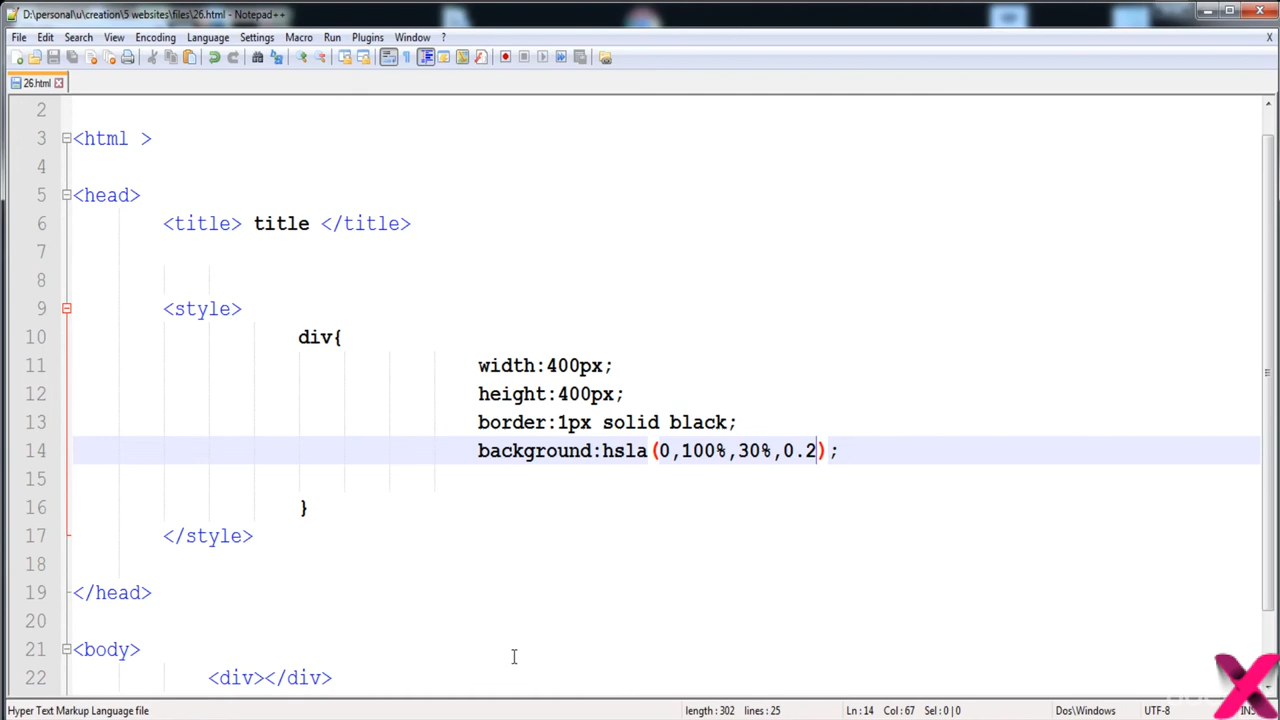 D:\personal\u\creation\5 websites\files\26.html - Notepad++
File Edit Search View Encoding Language Settings Macro Run Plugins Window ? X
26.html
2
3 <html >
4
5 <head>
6 <title> title </title>
7
8
9 <style>
10 div{
11 width:400px;
12 height:400px;
13 border:1px solid black;
14 background:hsla(0,100%,30%,0.2);
15
16 }
17 </style>
18
19 </head>
20
21 <body>
22 <div></div>
Hyper Text Markup Language file length : 302 lines : 25 Ln : 14 Col : 67 Sel : 0 | 0 Dos\Windows UTF-8